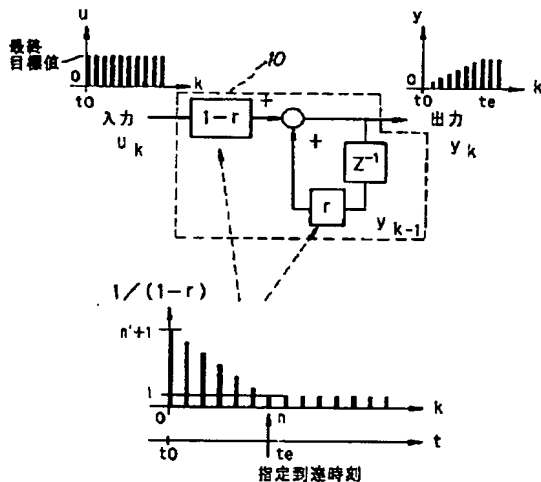 u
最終
目標値
0
t0
k
10
y
0
t0
te
k
入力
u k
1-r
+
+
出力
y k
Z⁻¹
r
y k-1
1/(1-r)
n'+1
1
0
n
k
t0
te
t
指定到達時刻